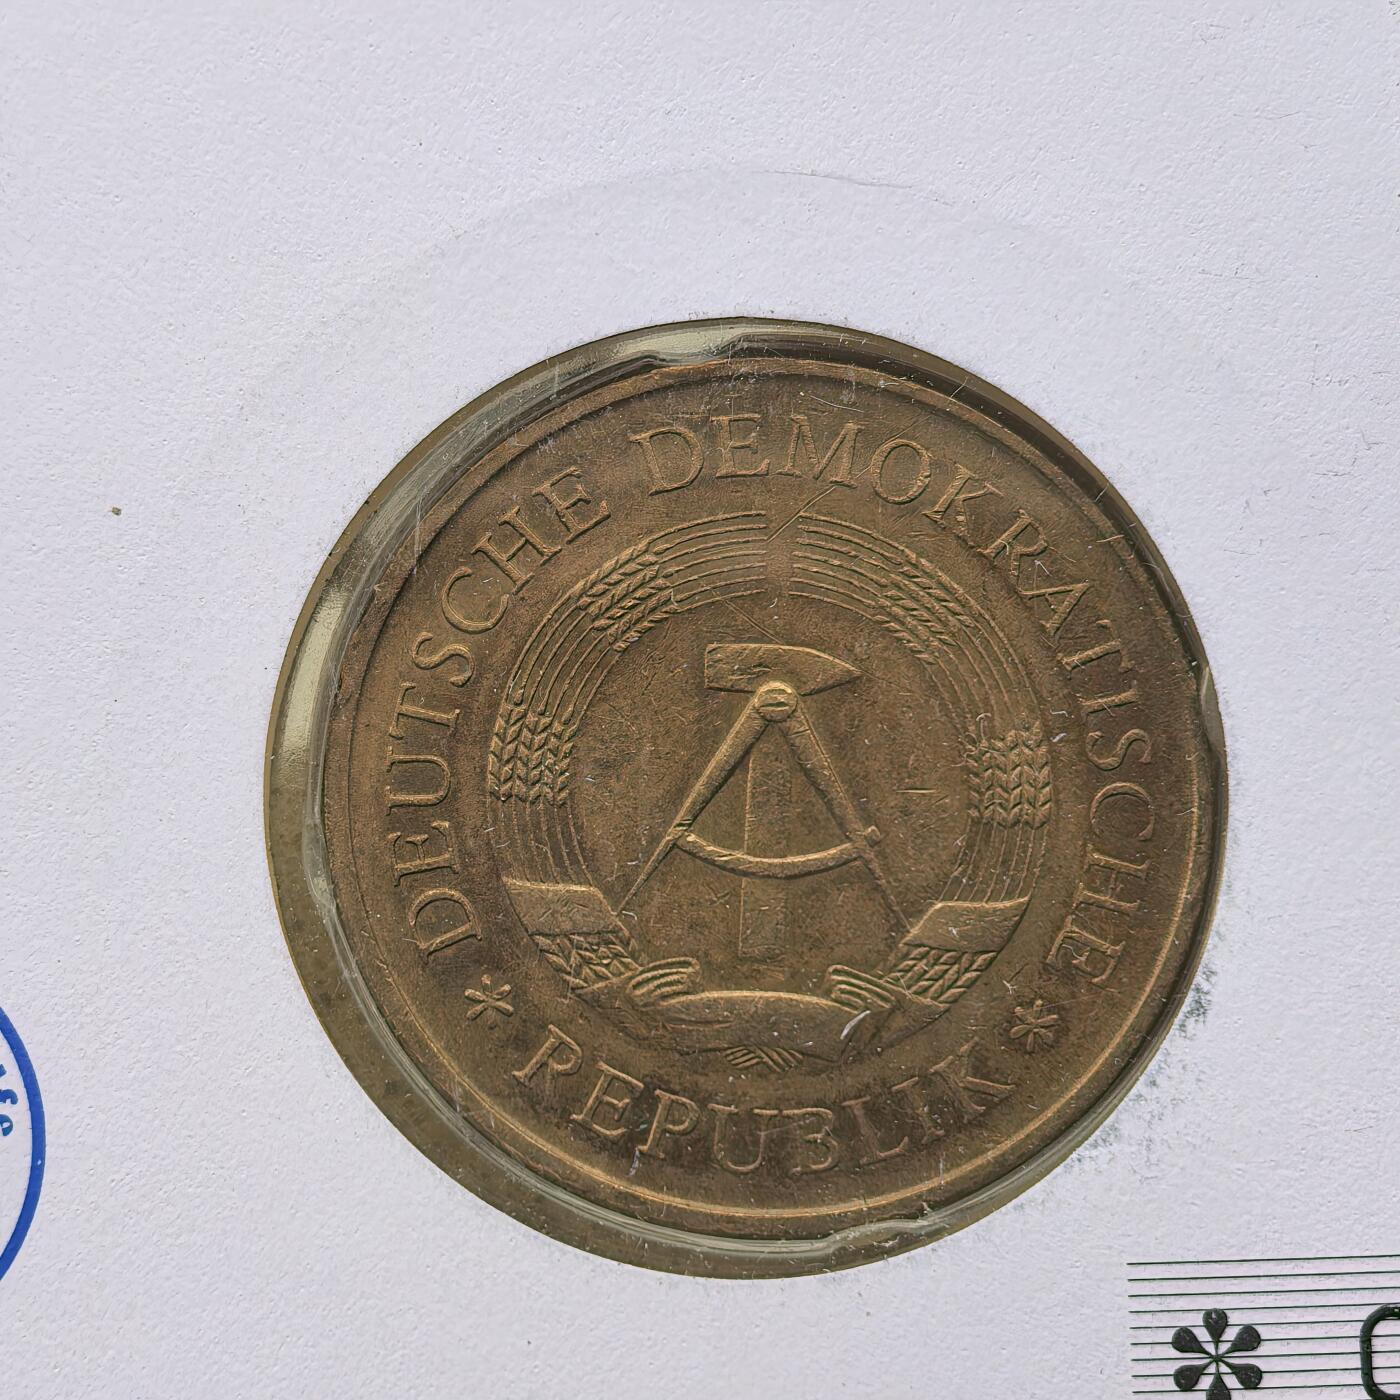 DEUTSCHE DEMOKRATISCHE
* REPUBLIK *